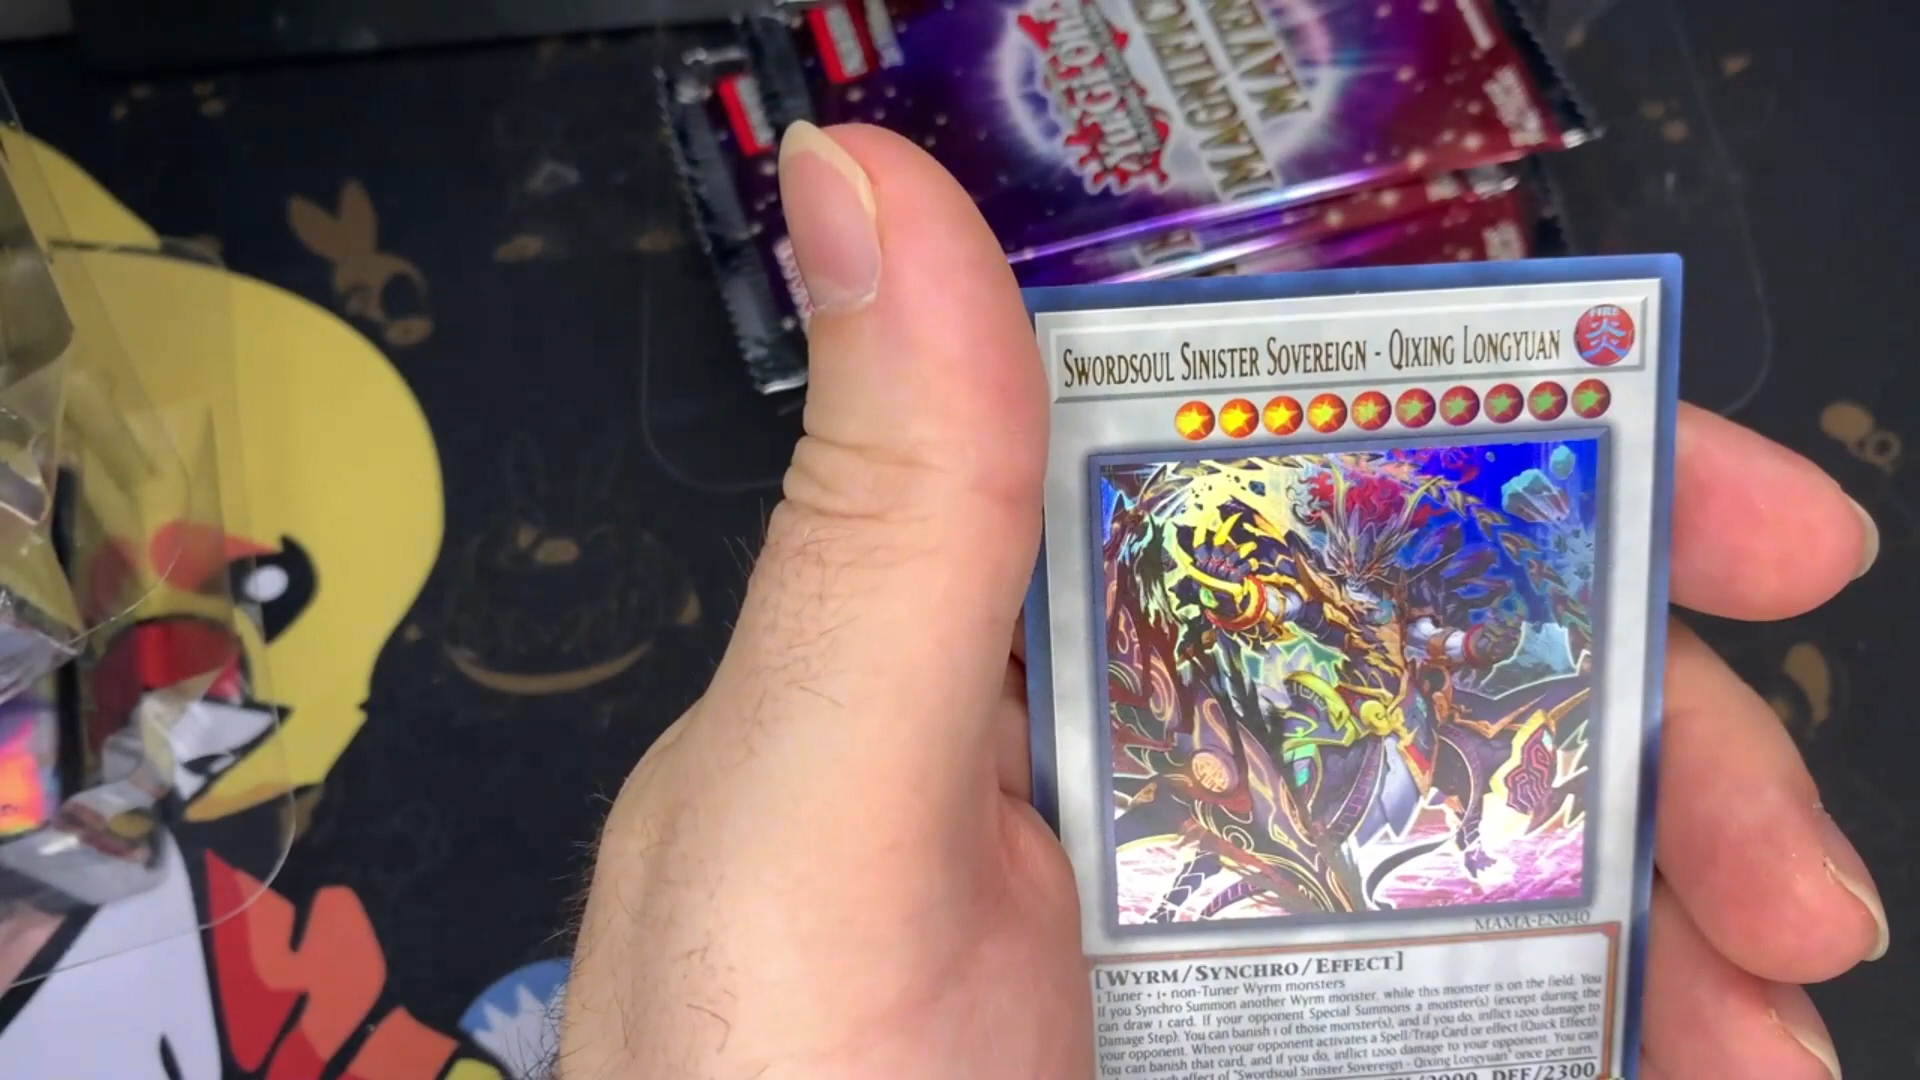 YU-GI-OH!
MAGNIFICENT
MAVENS
SWORDSOUL SINISTER SOVEREIGN - QIXING LONGYUAN
FIRE
炎
MAMA-EN040
[WYRM/SYNCHRO/EFFECT]
1 Tuner + 1+ non-Tuner Wyrm monsters
If you Synchro Summon another Wyrm monster, while this monster is on the field: You
can draw 1 card. If your opponent Special Summons a monster(s) (except during the
Damage Step): You can banish 1 of those monster(s), and if you do, inflict 1200 damage to
your opponent. When your opponent activates a Spell/Trap Card or effect (Quick Effect):
You can banish that card, and if you do, inflict 1200 damage to your opponent. You can
each effect of "Swordsoul Sinister Sovereign - Qixing Longyuan" once per turn.
DEF/2300